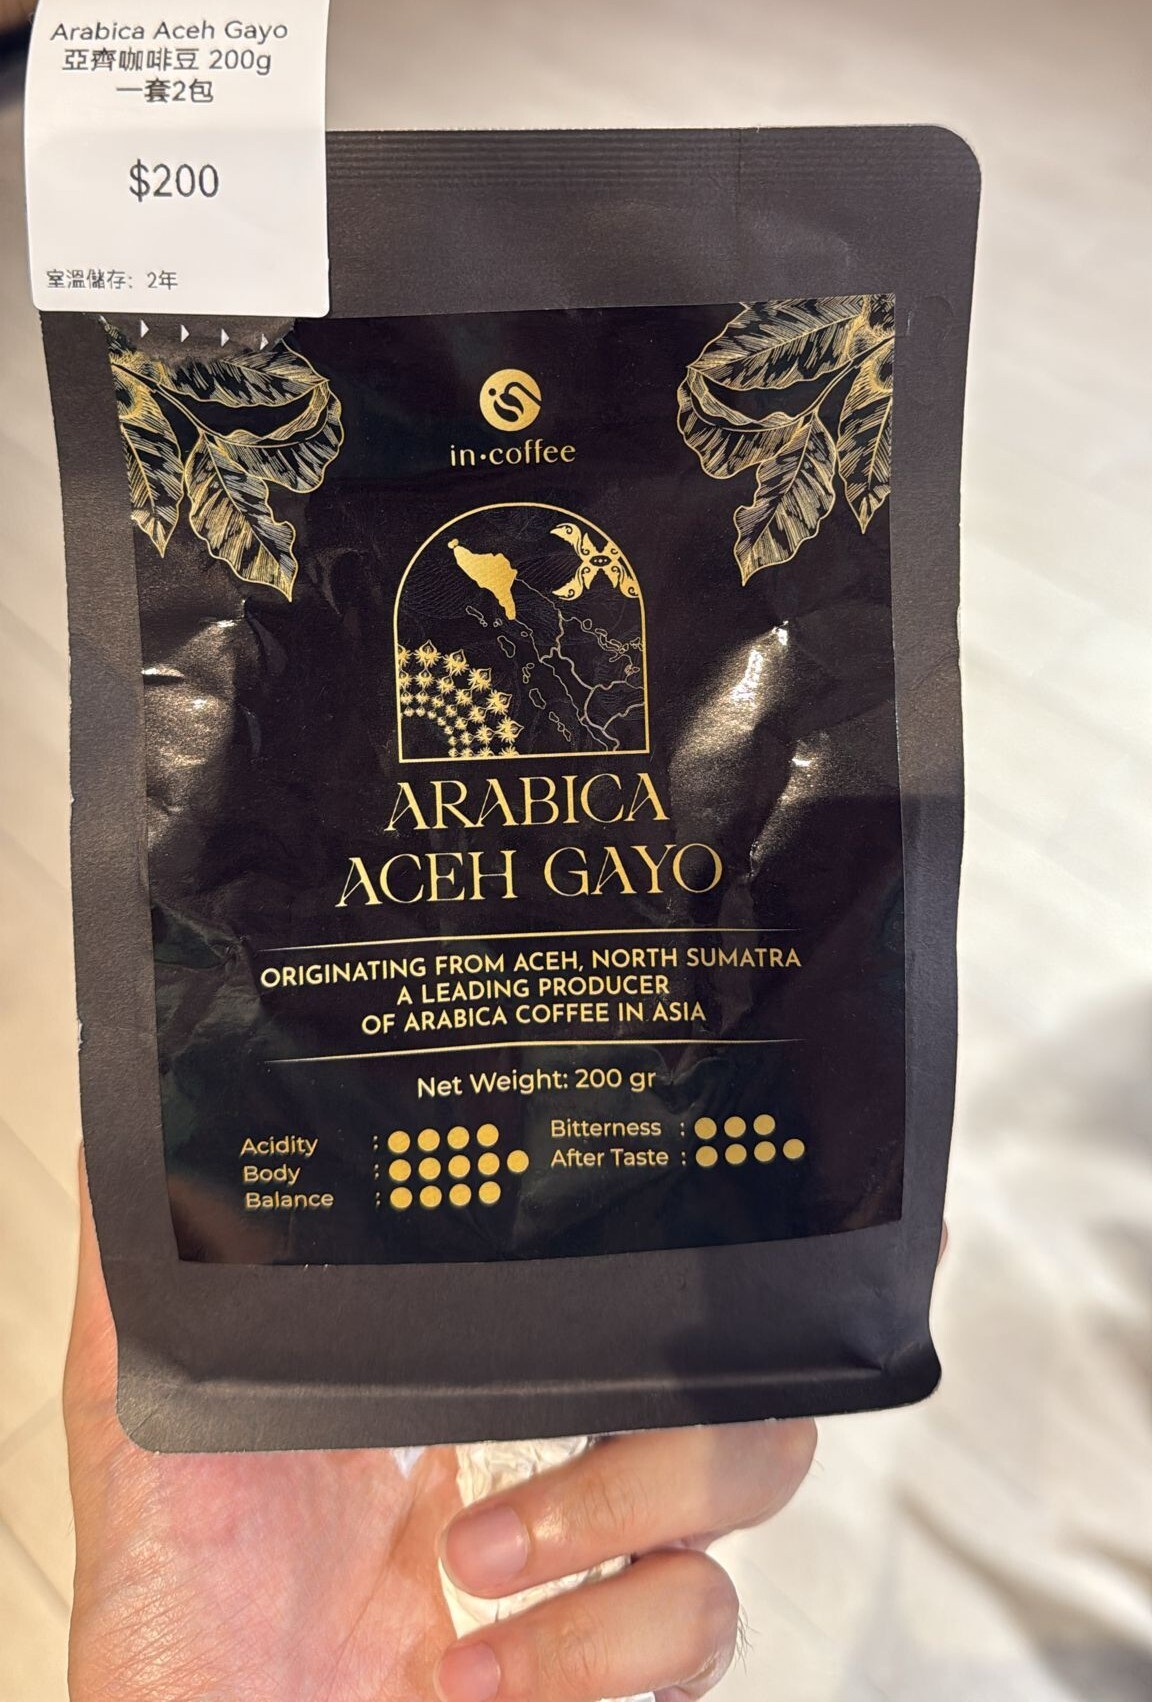 Arabica Aceh Gayo
亞齊咖啡豆 200g
一套2包
$200
室溫儲存: 2年
in·coffee
ARABICA
ACEH GAYO
ORIGINATING FROM ACEH, NORTH SUMATRA
A LEADING PRODUCER
OF ARABICA COFFEE IN ASIA
Net Weight: 200 gr
Acidity :
Body :
Balance :
Bitterness :
After Taste :